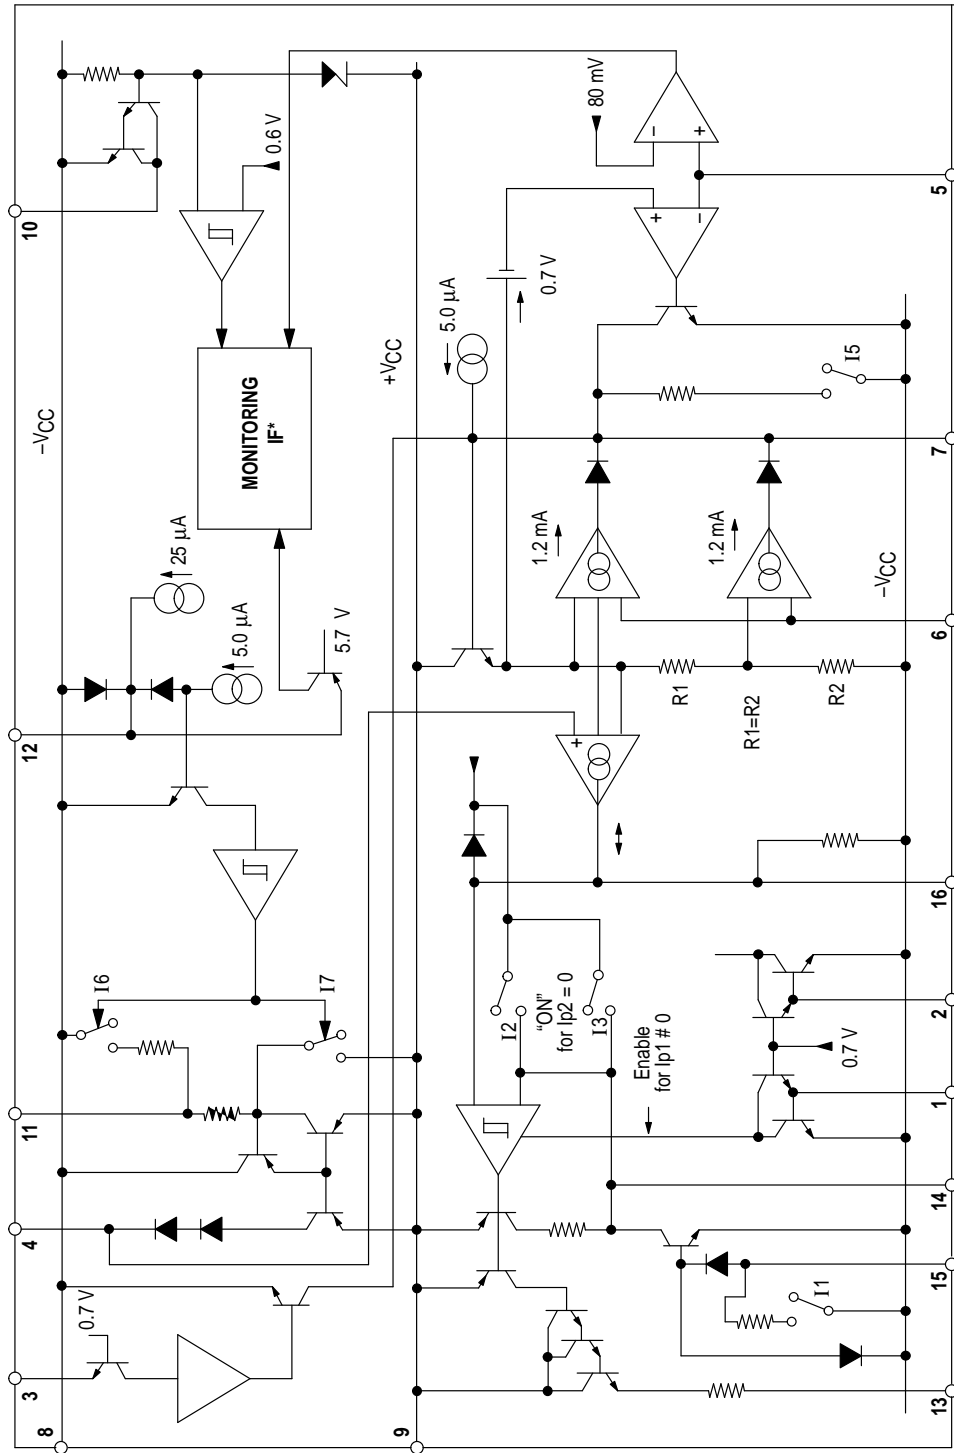 10
–VCC
0.6 V
MONITORING
IF*
80 mV
5
0.7 V
5.0 µA
+VCC
I5
25 µA
5.0 µA
5.7 V
12
7
1.2 mA
1.2 mA
–VCC
6
R1
R1=R2
R2
16
I6
I7
11
I2
"ON"
for Ip2 = 0
I3
Enable
for Ip1 # 0
0.7 V
2
1
4
14
15
I1
0.7 V
3
8
9
13
+
–
+
–
+